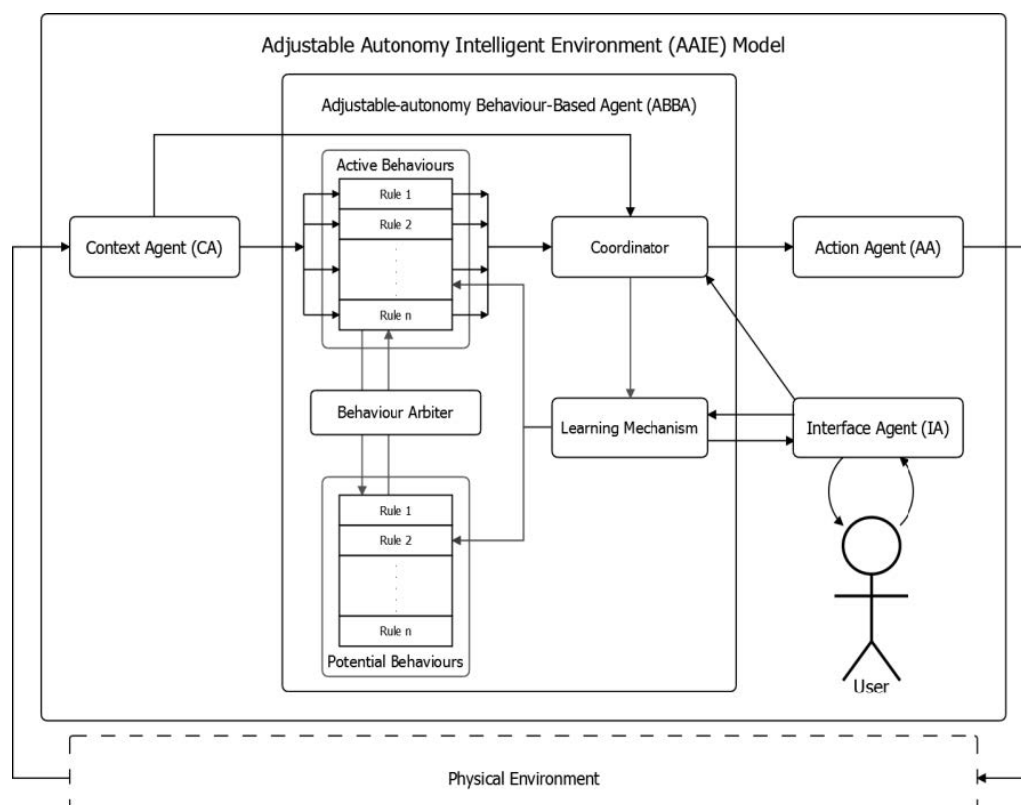 Adjustable Autonomy Intelligent Environment (AAIE) Model
Adjustable-autonomy Behaviour-Based Agent (ABBA)
Active Behaviours
Rule 1
Rule 2
Rule n
Context Agent (CA)
Coordinator
Action Agent (AA)
Behaviour Arbiter
Learning Mechanism
Interface Agent (IA)
Rule 1
Rule 2
Rule n
Potential Behaviours
User
Physical Environment